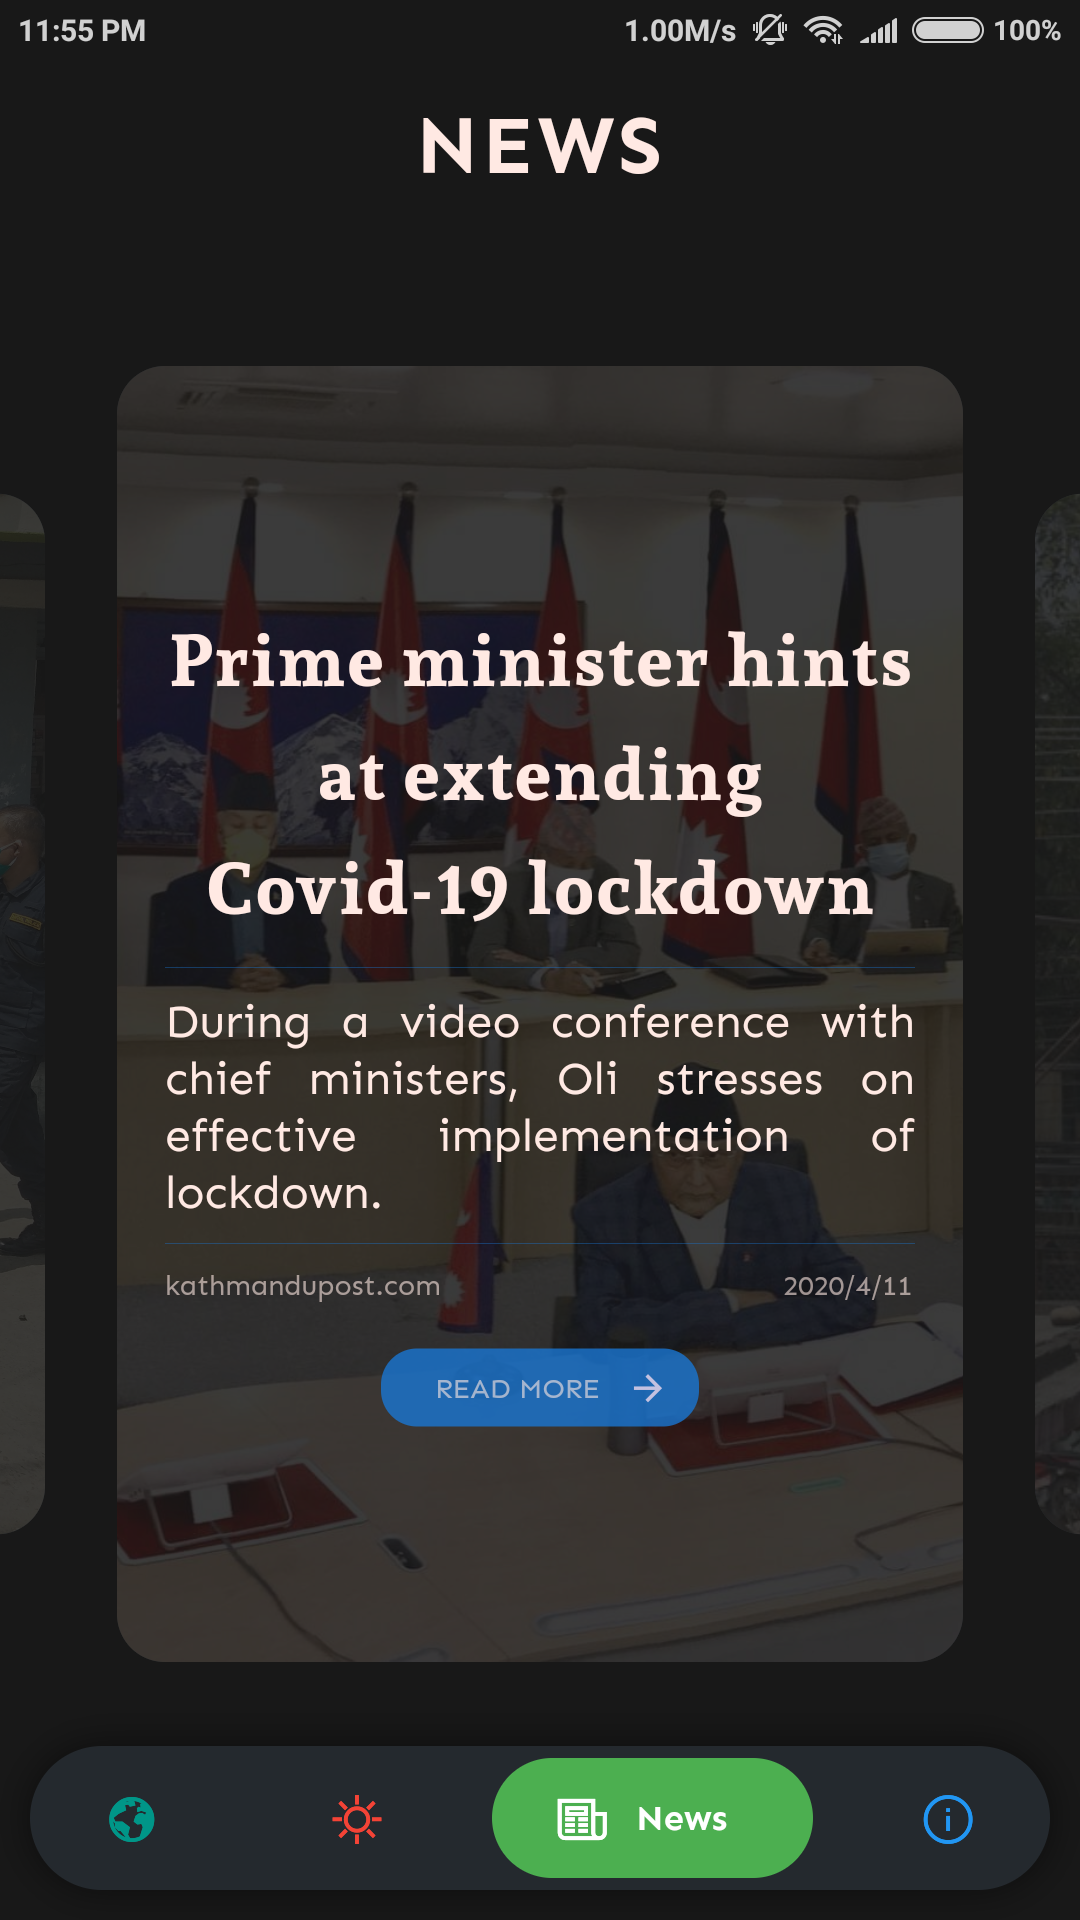 11:55 PM 1.00M/s 100%
NEWS
Prime minister hints
at extending
Covid-19 lockdown
During a video conference with
chief ministers, Oli stresses on
effective implementation of
lockdown.
kathmandupost.com 2020/4/11
READ MORE
News